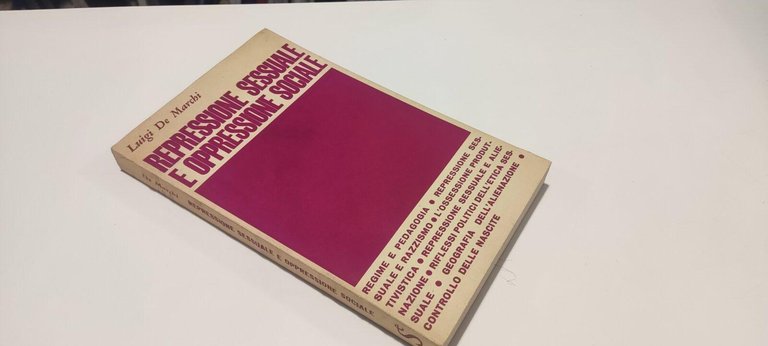 Luigi De Marchi
REPRESSIONE SESSUALE
E OPPRESSIONE SOCIALE
REGIME E PEDAGOGIA ● REPRESSIONE SES-
SUALE E RAZZISMO ● L'OSSESSIONE PRODUT-
TIVISTICA ● REPRESSIONE SESSUALE E ALIE-
NAZIONE ● RIFLESSI POLITICI DELL'ETICA SES-
SUALE ● GEOGRAFIA DELL'ALIENAZIONE ●
CONTROLLO DELLE NASCITE
De Marchi REPRESSIONE SESSUALE E OPPRESSIONE SOCIALE